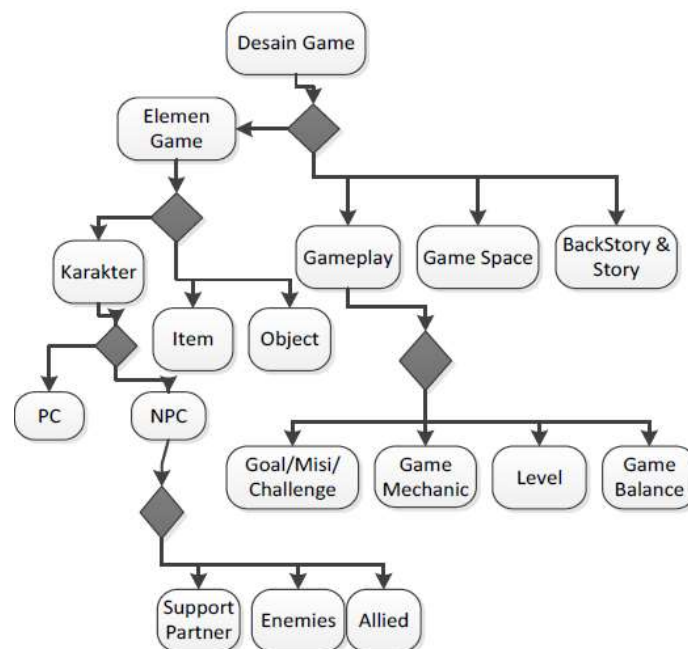 Desain Game
Elemen
Game
Karakter
Gameplay
Game Space
BackStory &
Story
Item
Object
PC
NPC
Goal/Misi/
Challenge
Game
Mechanic
Level
Game
Balance
Support
Partner
Enemies
Allied